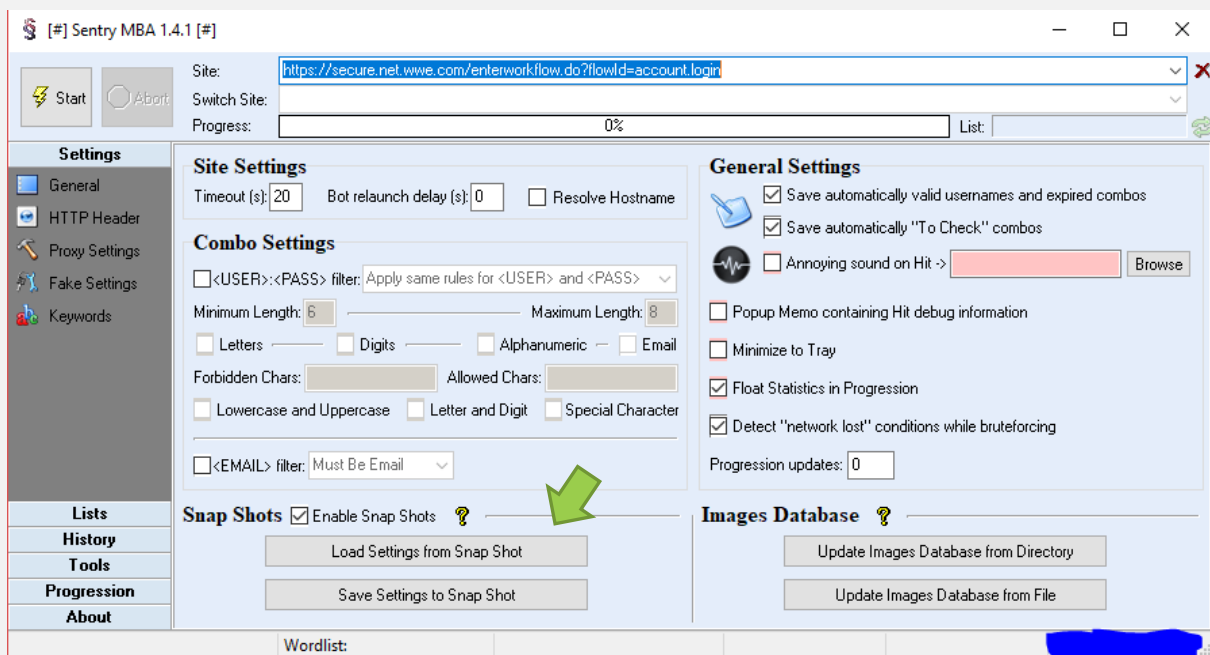 [#] Sentry MBA 1.4.1 [#]
Start
Abort
Site:
https://secure.net.wwe.com/enterworkflow.do?flowId=account.login
Switch Site:
Progress:
0%
List:
Settings
General
HTTP Header
Proxy Settings
Fake Settings
Keywords
Lists
History
Tools
Progression
About
Site Settings
Timeout (s): 20 Bot relaunch delay (s): 0 Resolve Hostname
Combo Settings
<USER>:<PASS> filter: Apply same rules for <USER> and <PASS>
Minimum Length: 6 Maximum Length: 8
Letters Digits Alphanumeric Email
Forbidden Chars: Allowed Chars:
Lowercase and Uppercase Letter and Digit Special Character
<EMAIL> filter: Must Be Email
Snap Shots Enable Snap Shots ?
Load Settings from Snap Shot
Save Settings to Snap Shot
General Settings
Save automatically valid usernames and expired combos
Save automatically "To Check" combos
Annoying sound on Hit -> Browse
Popup Memo containing Hit debug information
Minimize to Tray
Float Statistics in Progression
Detect "network lost" conditions while bruteforcing
Progression updates: 0
Images Database ?
Update Images Database from Directory
Update Images Database from File
Wordlist: